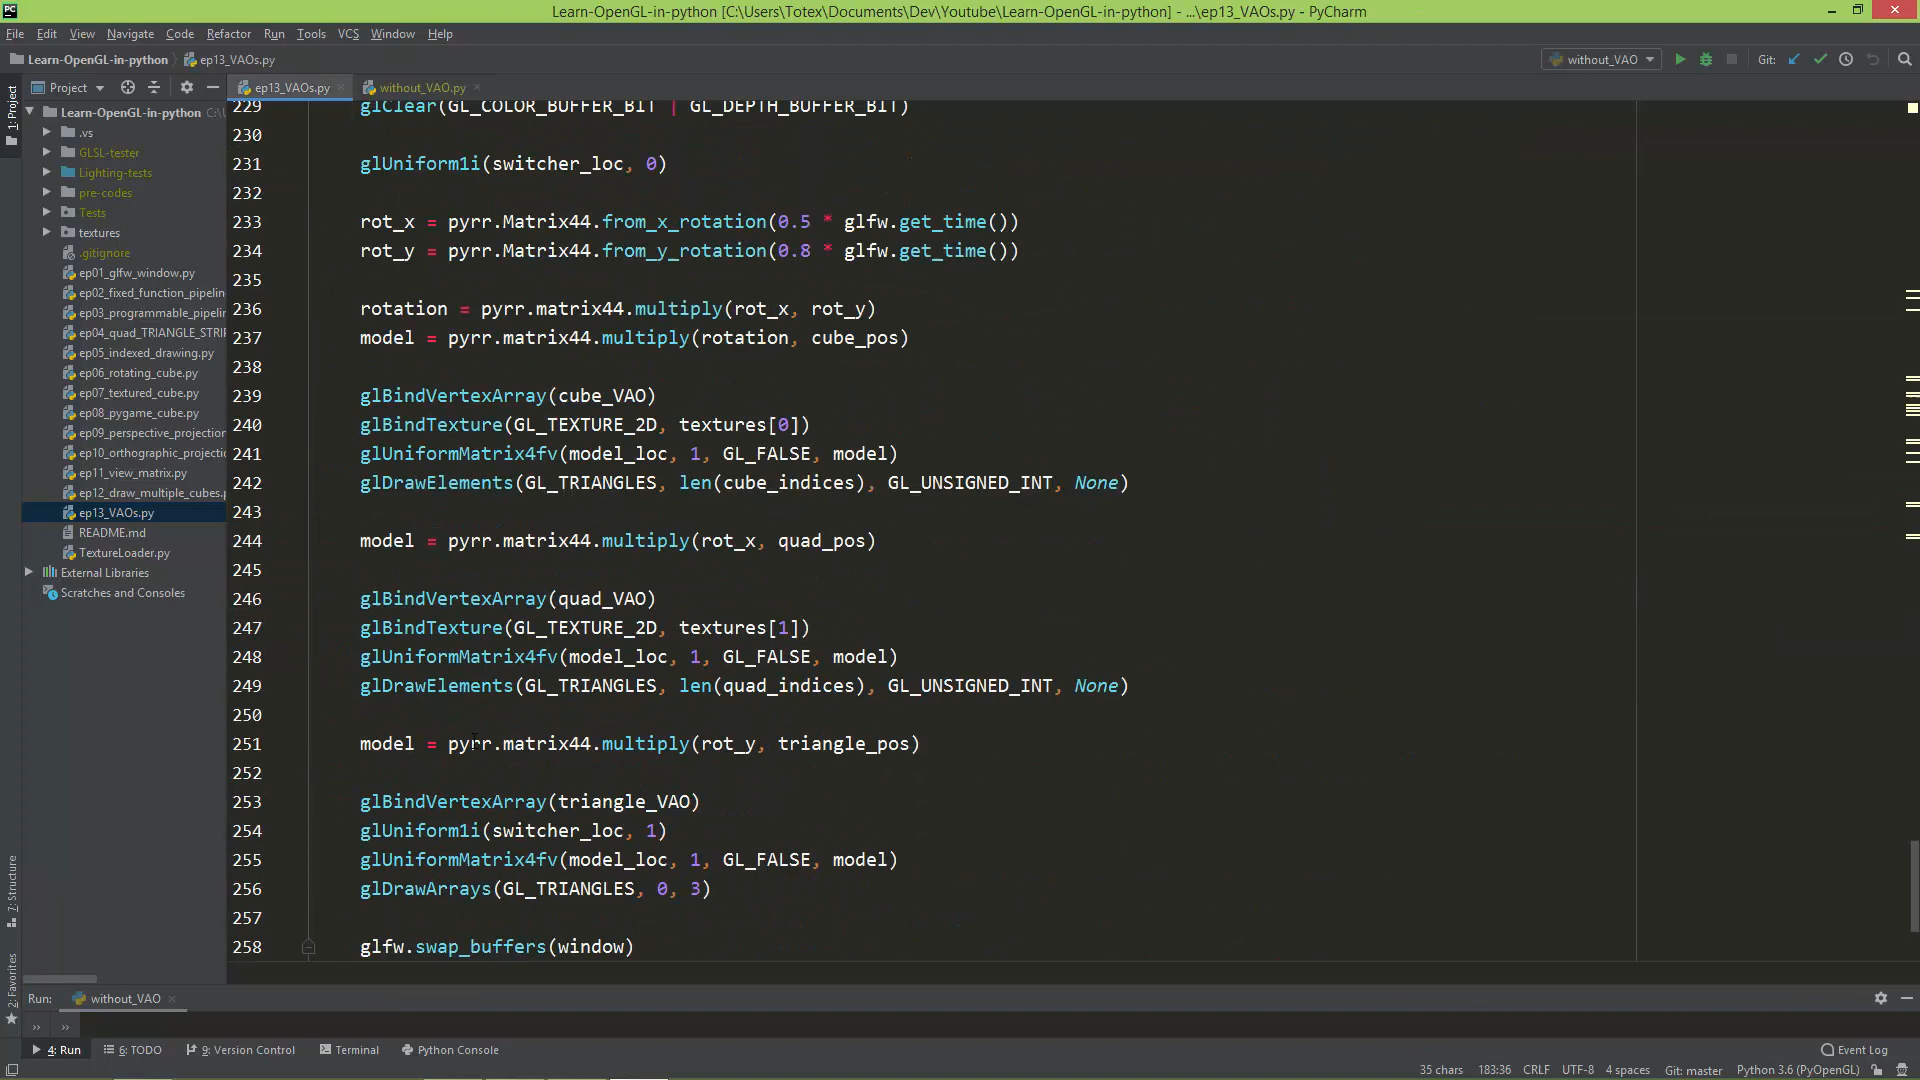 Learn-OpenGL-in-python [C:\Users\Totex\Documents\Dev\Youtube\Learn-OpenGL-in-python] - ...\ep13_VAOs.py - PyCharm
File Edit View Navigate Code Refactor Run Tools VCS Window Help
Learn-OpenGL-in-python ep13_VAOs.py without_VAO Git:
Project ep13_VAOs.py without_VAO.py
1: Project
Learn-OpenGL-in-python C:\U
.vs
GLSL-tester
Lighting-tests
pre-codes
Tests
textures
.gitignore
ep01_glfw_window.py
ep02_fixed_function_pipelin
ep03_programmable_pipelin
ep04_quad_TRIANGLE_STRIP
ep05_indexed_drawing.py
ep06_rotating_cube.py
ep07_textured_cube.py
ep08_pygame_cube.py
ep09_perspective_projection
ep10_orthographic_projectio
ep11_view_matrix.py
ep12_draw_multiple_cubes.p
ep13_VAOs.py
README.md
TextureLoader.py
External Libraries
Scratches and Consoles
229 glClear(GL_COLOR_BUFFER_BIT | GL_DEPTH_BUFFER_BIT)
230
231 glUniform1i(switcher_loc, 0)
232
233 rot_x = pyrr.Matrix44.from_x_rotation(0.5 * glfw.get_time())
234 rot_y = pyrr.Matrix44.from_y_rotation(0.8 * glfw.get_time())
235
236 rotation = pyrr.matrix44.multiply(rot_x, rot_y)
237 model = pyrr.matrix44.multiply(rotation, cube_pos)
238
239 glBindVertexArray(cube_VAO)
240 glBindTexture(GL_TEXTURE_2D, textures[0])
241 glUniformMatrix4fv(model_loc, 1, GL_FALSE, model)
242 glDrawElements(GL_TRIANGLES, len(cube_indices), GL_UNSIGNED_INT, None)
243
244 model = pyrr.matrix44.multiply(rot_x, quad_pos)
245
246 glBindVertexArray(quad_VAO)
247 glBindTexture(GL_TEXTURE_2D, textures[1])
248 glUniformMatrix4fv(model_loc, 1, GL_FALSE, model)
249 glDrawElements(GL_TRIANGLES, len(quad_indices), GL_UNSIGNED_INT, None)
250
251 model = pyrr.matrix44.multiply(rot_y, triangle_pos)
252
253 glBindVertexArray(triangle_VAO)
254 glUniform1i(switcher_loc, 1)
255 glUniformMatrix4fv(model_loc, 1, GL_FALSE, model)
256 glDrawArrays(GL_TRIANGLES, 0, 3)
257
258 glfw.swap_buffers(window)
7: Structure
2: Favorites
Run: without_VAO
» »
4: Run 6: TODO 9: Version Control Terminal Python Console Event Log
35 chars 183:36 CRLF UTF-8 4 spaces Git: master Python 3.6 (PyOpenGL)